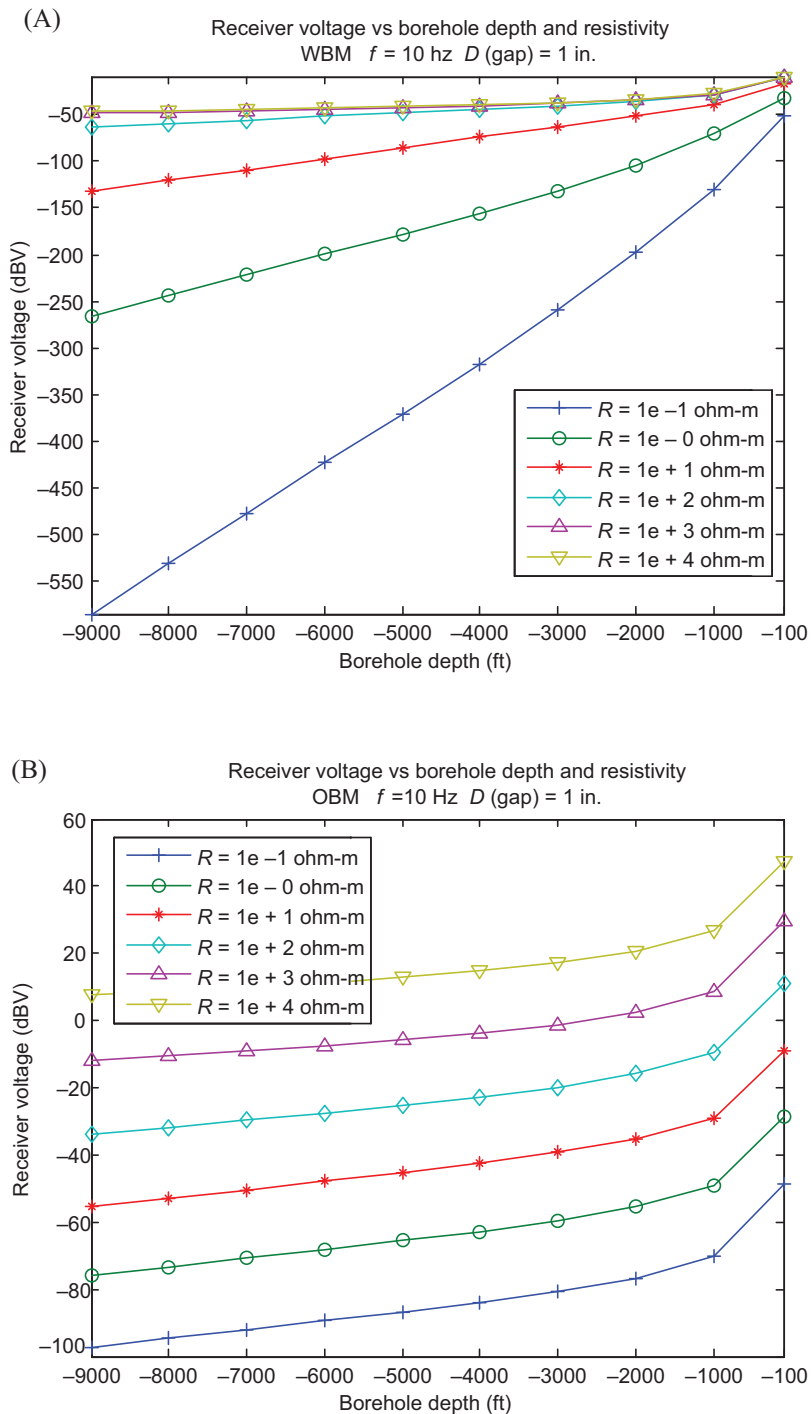 (A)
Receiver voltage vs borehole depth and resistivity
WBM f = 10 hz D (gap) = 1 in.
Receiver voltage (dBV)
–50
–100
–150
–200
–250
–300
–350
–400
–450
–500
–550
R = 1e –1 ohm-m
R = 1e – 0 ohm-m
R = 1e + 1 ohm-m
R = 1e + 2 ohm-m
R = 1e + 3 ohm-m
R = 1e + 4 ohm-m
–9000 –8000 –7000 –6000 –5000 –4000 –3000 –2000 –1000 –100
Borehole depth (ft)
(B)
Receiver voltage vs borehole depth and resistivity
OBM f =10 Hz D (gap) = 1 in.
Receiver voltage (dBV)
60
40
20
0
–20
–40
–60
–80
–100
R = 1e –1 ohm-m
R = 1e – 0 ohm-m
R = 1e + 1 ohm-m
R = 1e + 2 ohm-m
R = 1e + 3 ohm-m
R = 1e + 4 ohm-m
–9000 –8000 –7000 –6000 –5000 –4000 –3000 –2000 –1000 –100
Borehole depth (ft)